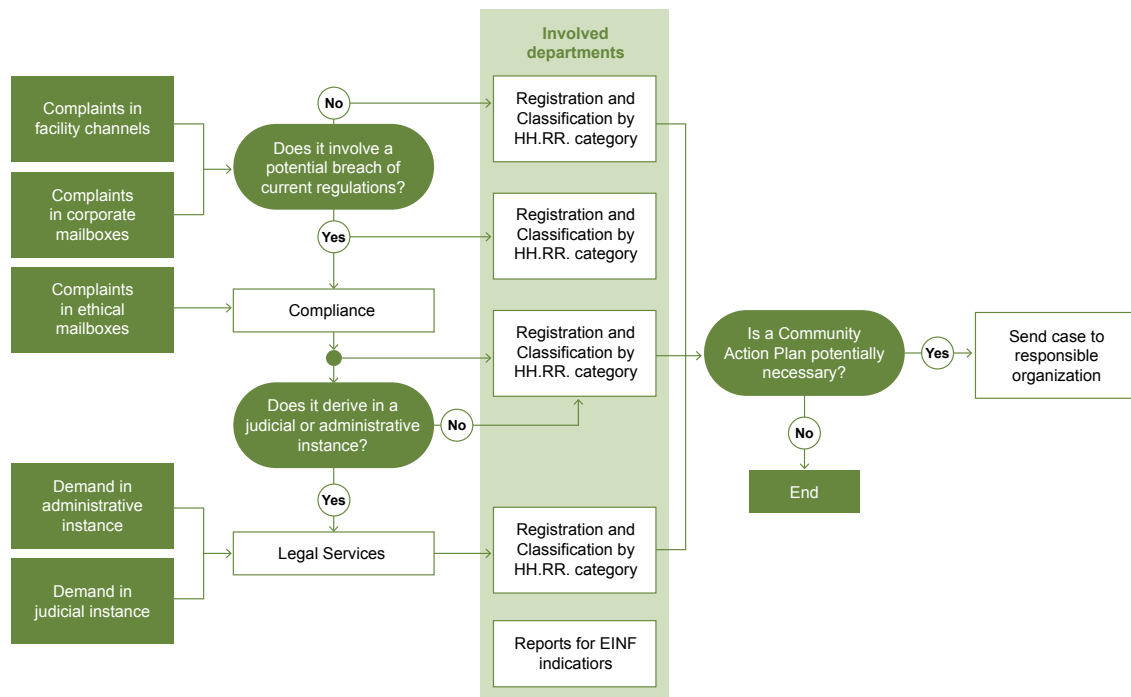 Involved
departments
Complaints in
facility channels
Complaints
in corporate
mailboxes
Complaints
in ethical
mailboxes
Demand in
administrative
instance
Demand in
judicial instance
No
Does it involve a
potential breach of
current regulations?
Yes
Compliance
Does it derive in a
judicial or administrative
instance?
No
Yes
Legal Services
Registration and
Classification by
HH.RR. category
Registration and
Classification by
HH.RR. category
Registration and
Classification by
HH.RR. category
Registration and
Classification by
HH.RR. category
Reports for EINF
indicatiors
Is a Community
Action Plan potentially
necessary?
Yes
Send case to
responsible
organization
No
End